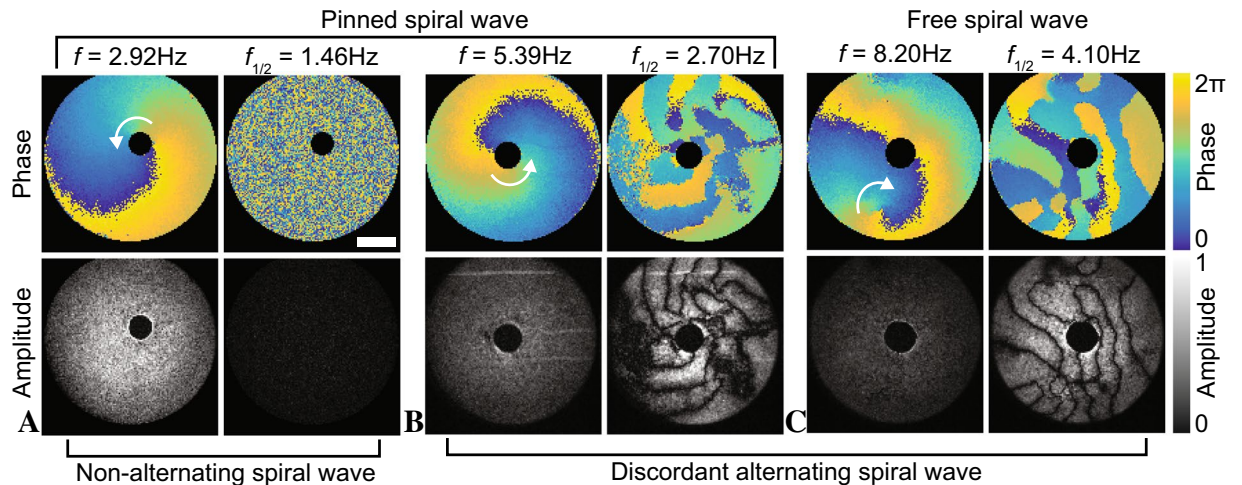 Pinned spiral wave
Free spiral wave
f = 2.92Hz
f1/2 = 1.46Hz
f = 5.39Hz
f1/2 = 2.70Hz
f = 8.20Hz
f1/2 = 4.10Hz
Phase
2π
Phase
0
Amplitude
1
Amplitude
0
A
B
C
Non-alternating spiral wave
Discordant alternating spiral wave